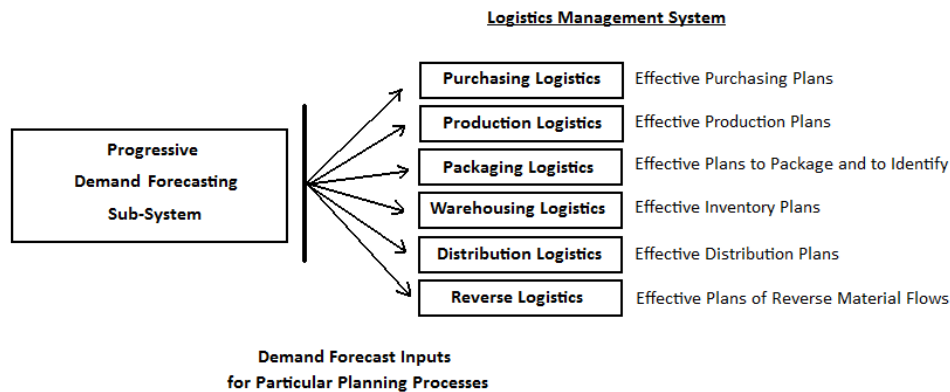 Logistics Management System
Purchasing Logistics Effective Purchasing Plans
Production Logistics Effective Production Plans
Progressive
Demand Forecasting
Sub-System
Packaging Logistics Effective Plans to Package and to Identify
Warehousing Logistics Effective Inventory Plans
Distribution Logistics Effective Distribution Plans
Reverse Logistics Effective Plans of Reverse Material Flows
Demand Forecast Inputs
for Particular Planning Processes